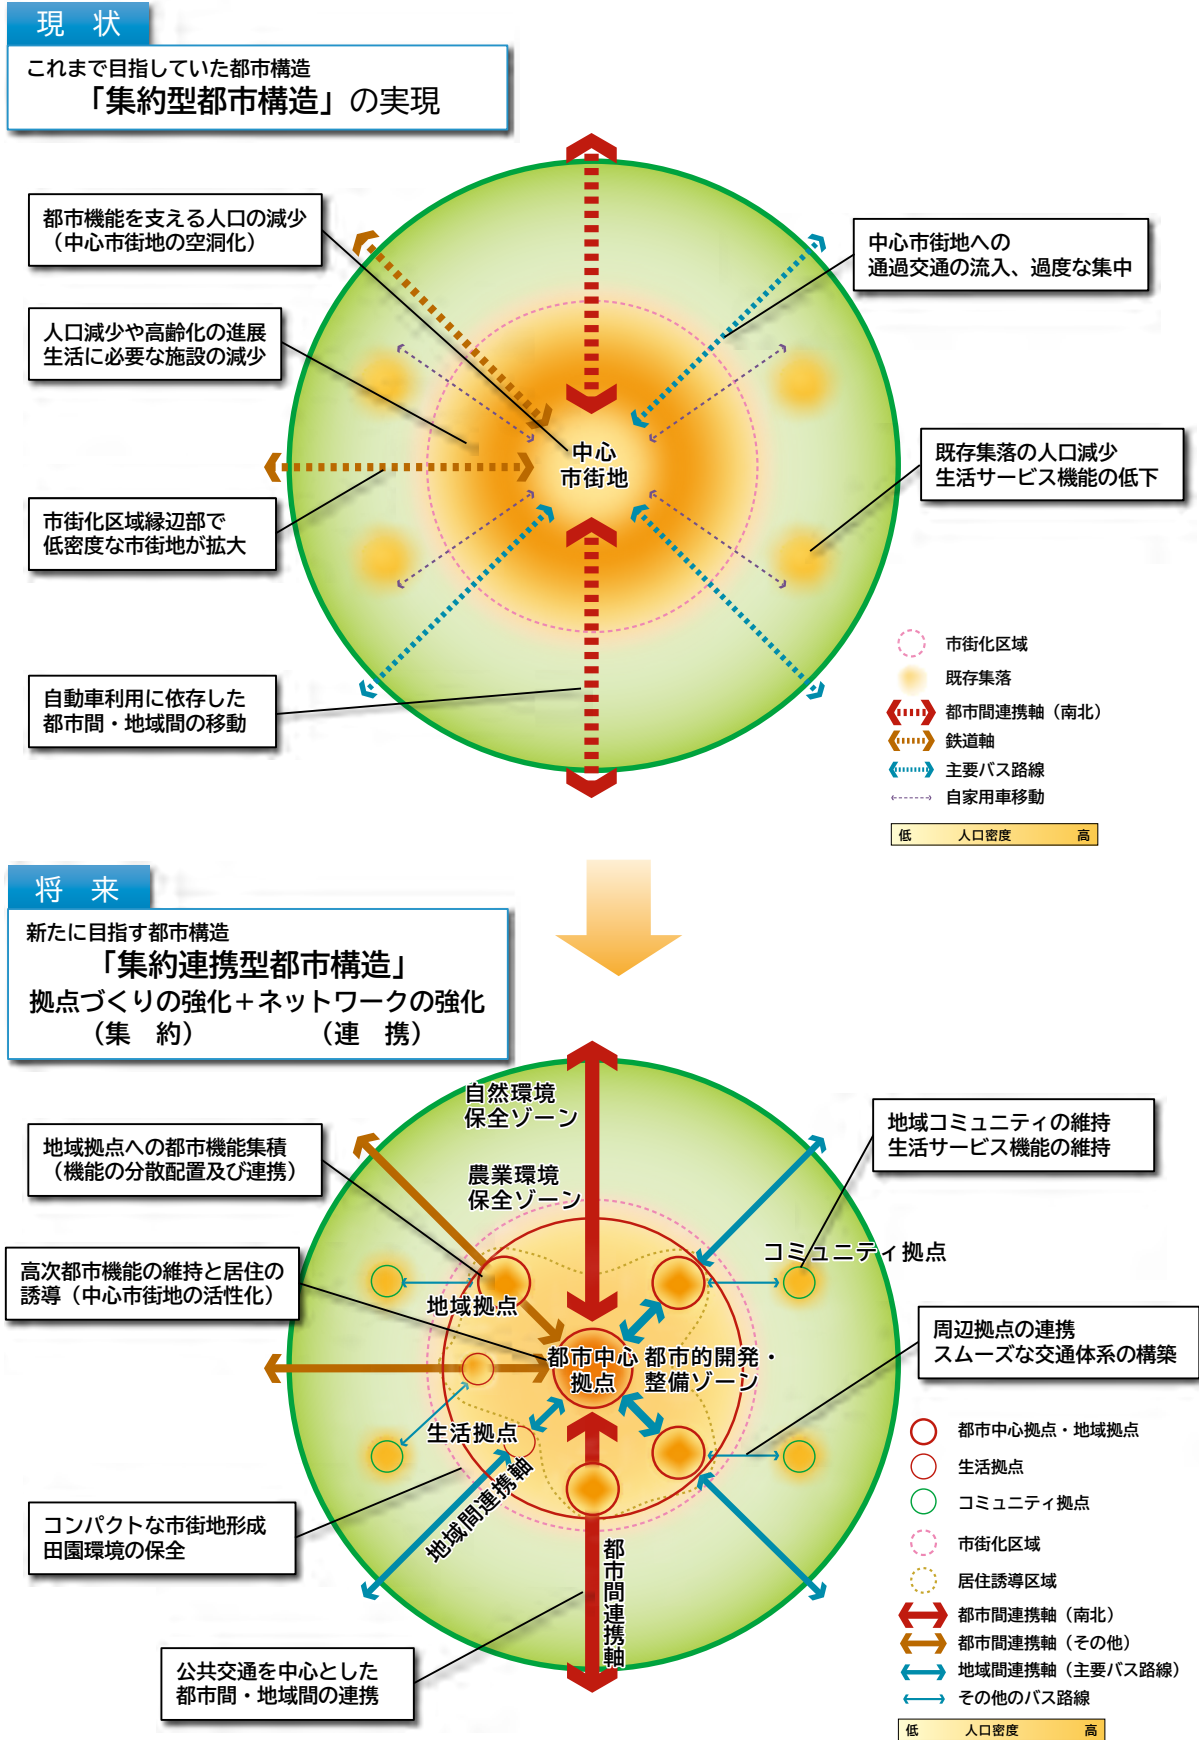 現 状
これまで目指していた都市構造
「集約型都市構造」の実現
都市機能を支える人口の減少
（中心市街地の空洞化）
人口減少や高齢化の進展
生活に必要な施設の減少
市街化区域縁辺部で
低密度な市街地が拡大
自動車利用に依存した
都市間・地域間の移動
中心市街地への
通過交通の流入、過度な集中
既存集落の人口減少
生活サービス機能の低下
中心
市街地
市街化区域
既存集落
都市間連携軸（南北）
鉄道軸
主要バス路線
自家用車移動
低 人口密度 高
将 来
新たに目指す都市構造
「集約連携型都市構造」
拠点づくりの強化＋ネットワークの強化
（集 約） （連 携）
自然環境
保全ゾーン
農業環境
保全ゾーン
地域拠点への都市機能集積
（機能の分散配置及び連携）
高次都市機能の維持と居住の
誘導（中心市街地の活性化）
コンパクトな市街地形成
田園環境の保全
公共交通を中心とした
都市間・地域間の連携
地域コミュニティの維持
生活サービス機能の維持
コミュニティ拠点
周辺拠点の連携
スムーズな交通体系の構築
地域拠点
都市中心
拠点
都市的開発・
整備ゾーン
生活拠点
地域間連携軸
都市間連携軸
都市中心拠点・地域拠点
生活拠点
コミュニティ拠点
市街化区域
居住誘導区域
都市間連携軸（南北）
都市間連携軸（その他）
地域間連携軸（主要バス路線）
その他のバス路線
低 人口密度 高